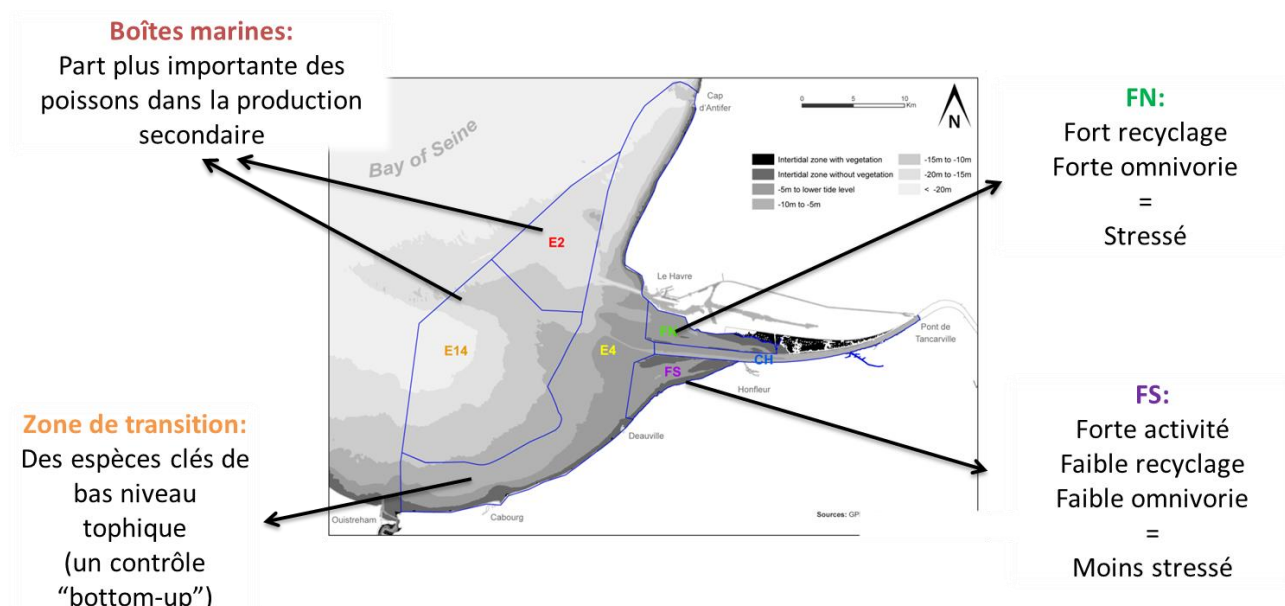 Boîtes marines:
Part plus importante des
poissons dans la production
secondaire
Zone de transition:
Des espèces clés de
bas niveau
tophique
(un contrôle
“bottom-up”)
Cap
d'Antifer
0 5 10
Km
N
Bay of Seine
Intertidal zone with vegetation
Intertidal zone without vegetation
-5m to lower tide level
-10m to -5m
-15m to -10m
-20m to -15m
< -20m
E2
Le Havre
Pont de
Tancarville
FN
E14
E4
CH
FS
Honfleur
Deauville
Ouistreham
Cabourg
Sources: GP
FN:
Fort recyclage
Forte omnivorie
=
Stressé
FS:
Forte activité
Faible recyclage
Faible omnivorie
=
Moins stressé